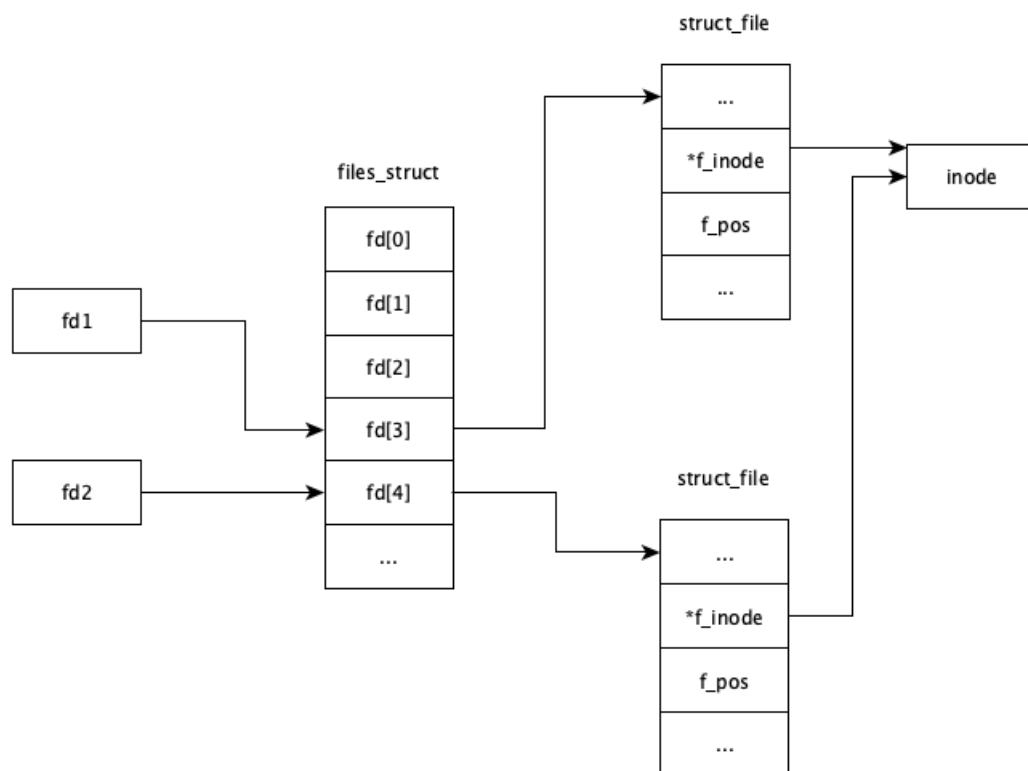 fd1
fd2
files_struct
fd[0]
fd[1]
fd[2]
fd[3]
fd[4]
...
struct_file
...
*f_inode
f_pos
...
struct_file
...
*f_inode
f_pos
...
inode